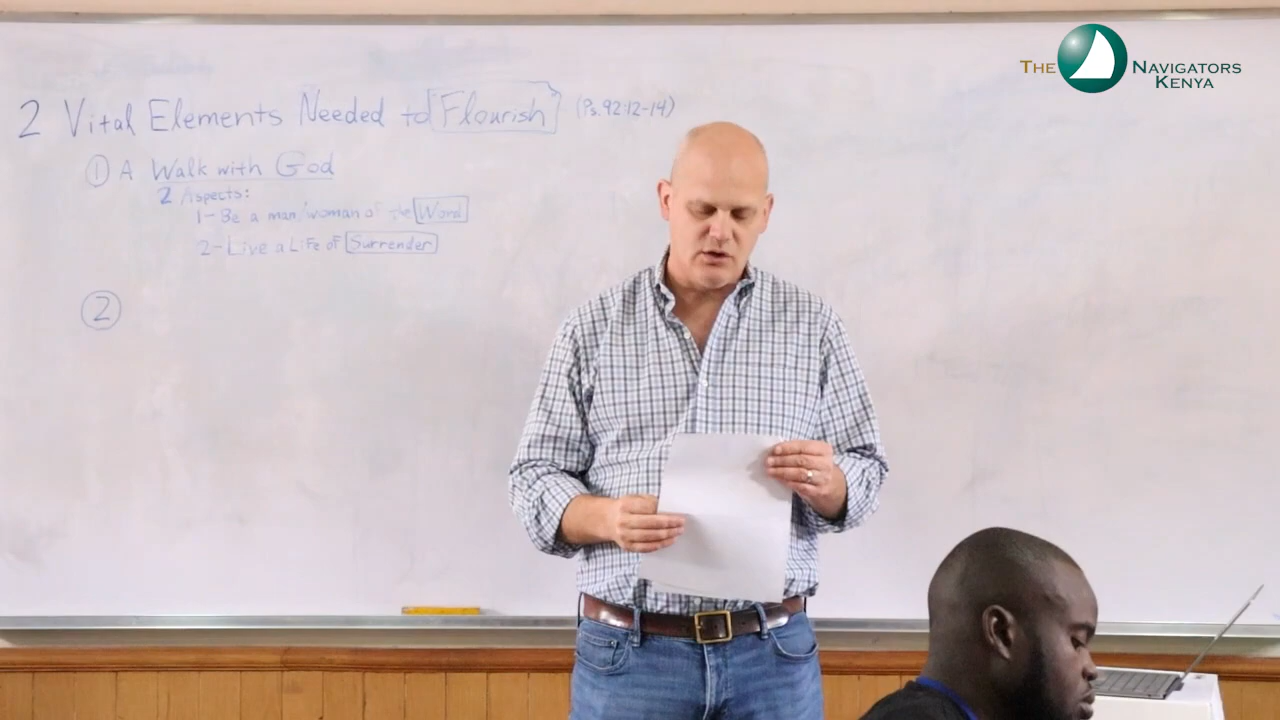 THE NAVIGATORS
KENYA
2 Vital Elements Needed to Flourish (Ps. 92:12-14)
1 A Walk with God
2 Aspects:
1- Be a man/woman of the Word
2- Live a Life of Surrender
2